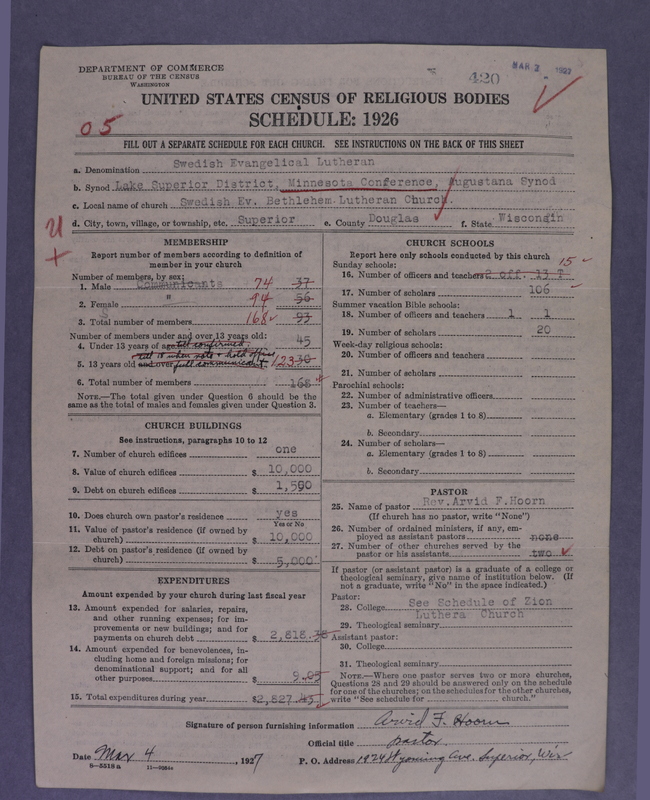 DEPARTMENT OF COMMERCE
BUREAU OF THE CENSUS
WASHINGTON
420
MAR 2 1927
UNITED STATES CENSUS OF RELIGIOUS BODIES
SCHEDULE: 1926
05
FILL OUT A SEPARATE SCHEDULE FOR EACH CHURCH. SEE INSTRUCTIONS ON THE BACK OF THIS SHEET
a. Denomination Swedish Evangelical Lutheran
b. Synod Lake Superior District, Minnesota Conference, Augustana Synod
c. Local name of church Swedish Ev. Bethlehem Lutheran Church.
d. City, town, village, or township, etc. Superior e. County Douglas f. State Wisconsin
MEMBERSHIP
Report number of members according to definition of
member in your church
Number of members, by sex:
1. Male Communicants 74 37
2. Female " 94 56
3. Total number of members 168 93
Number of members under and over 13 years old:
4. Under 13 years of age till confirmed 45
5. 13 years old and over full communicant. 123 30
6. Total number of members 168
NOTE.—The total given under Question 6 should be
same as the total of males and females given under Question 3.
CHURCH BUILDINGS
See instructions, paragraphs 10 to 12
7. Number of church edifices one
8. Value of church edifices $ 10,000
9. Debt on church edifices $ 1,590
10. Does church own pastor's residence? yes
Yes or No
11. Value of pastor's residence (if owned by
church) $ 10,000
12. Debt on pastor's residence (if owned by
church) $ 5,000
EXPENDITURES
Amount expended by your church during last fiscal year
13. Amount expended for salaries, repairs,
and other running expenses; for im-
provements or new buildings; and for
payments on church debt $ 2,818.38
14. Amount expended for benevolences, in-
cluding home and foreign missions; for
denominational support; and for all
other purposes $ 9.05
15. Total expenditures during year $2,827.43
CHURCH SCHOOLS
Report here only schools conducted by this church
Sunday schools: 15
16. Number of officers and teachers 2 off. 13 T
17. Number of scholars 106
Summer vacation Bible schools:
18. Number of officers and teachers 1 1
19. Number of scholars 20
Week-day religious schools:
20. Number of officers and teachers
21. Number of scholars
Parochial schools:
22. Number of administrative officers
23. Number of teachers—
a. Elementary (grades 1 to 8)
b. Secondary
24. Number of scholars—
a. Elementary (grades 1 to 8)
b. Secondary
PASTOR
25. Name of pastor Rev. Arvid F. Hoorn
(If church has no pastor, write "None")
26. Number of ordained ministers, if any, em-
ployed as assistant pastors none
27. Number of other churches served by the
pastor or his assistants two
If pastor (or assistant pastor) is a graduate of a college or
theological seminary, give name of institution below. (If
not a graduate, write "No" in the space indicated.)
Pastor:
28. College See Schedule of Zion
Luthera Church
29. Theological seminary
Assistant pastor:
30. College
31. Theological seminary
NOTE.—Where one pastor serves two or more churches,
Questions 28 and 29 should be answered only on the schedule
for one of the churches; on the schedules for the other churches,
write "See schedule for church."
Signature of person furnishing information Arvid F. Hoorn
Official title pastor
Date Mar 4, 1927 P. O. Address 1924 Wyoming Ave. Superior, Wis
8-5518a